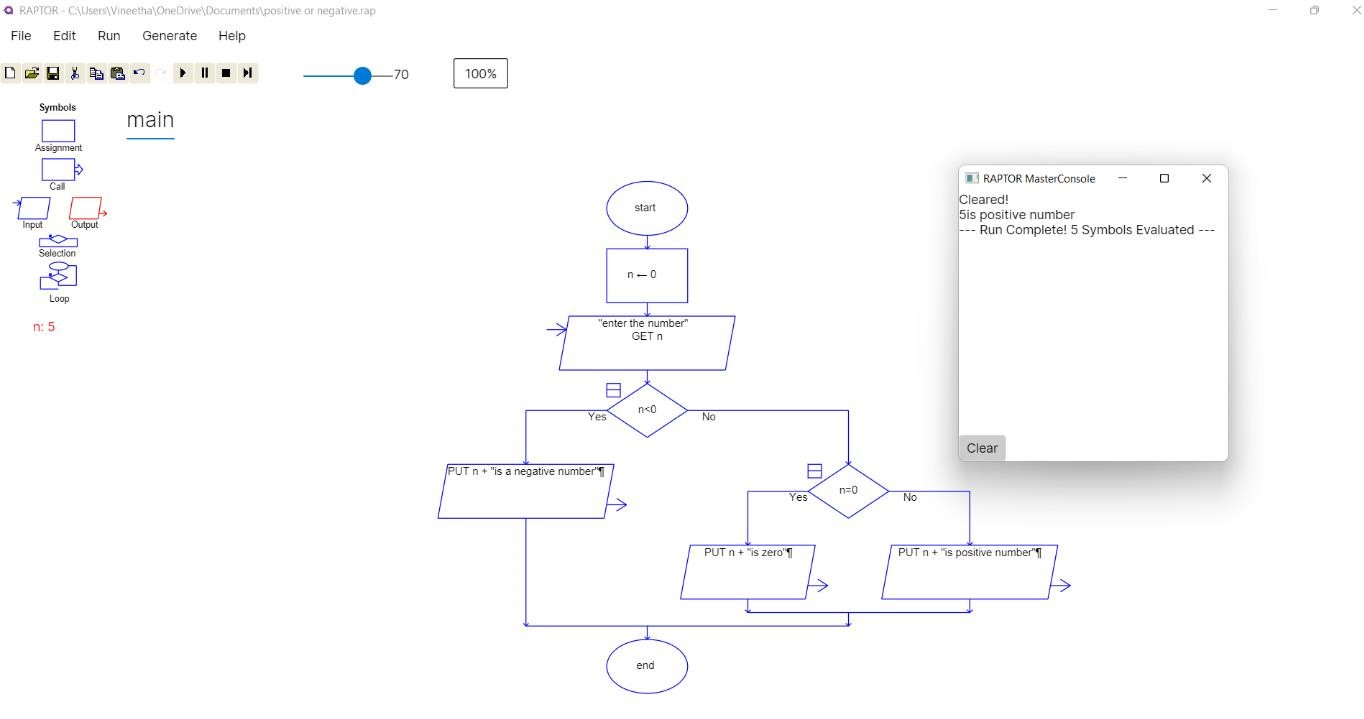 RAPTOR - C:\Users\Vineetha\OneDrive\Documents\positive or negative.rap
File Edit Run Generate Help
70
100%
Symbols
Assignment
Call
Input Output
Selection
Loop
n: 5
main
start
n ← 0
"enter the number"
GET n
n<0
Yes No
PUT n + "is a negative number"¶
n=0
Yes No
PUT n + "is zero"¶
PUT n + "is positive number"¶
end
RAPTOR MasterConsole
Cleared!
5is positive number
--- Run Complete! 5 Symbols Evaluated ---
Clear